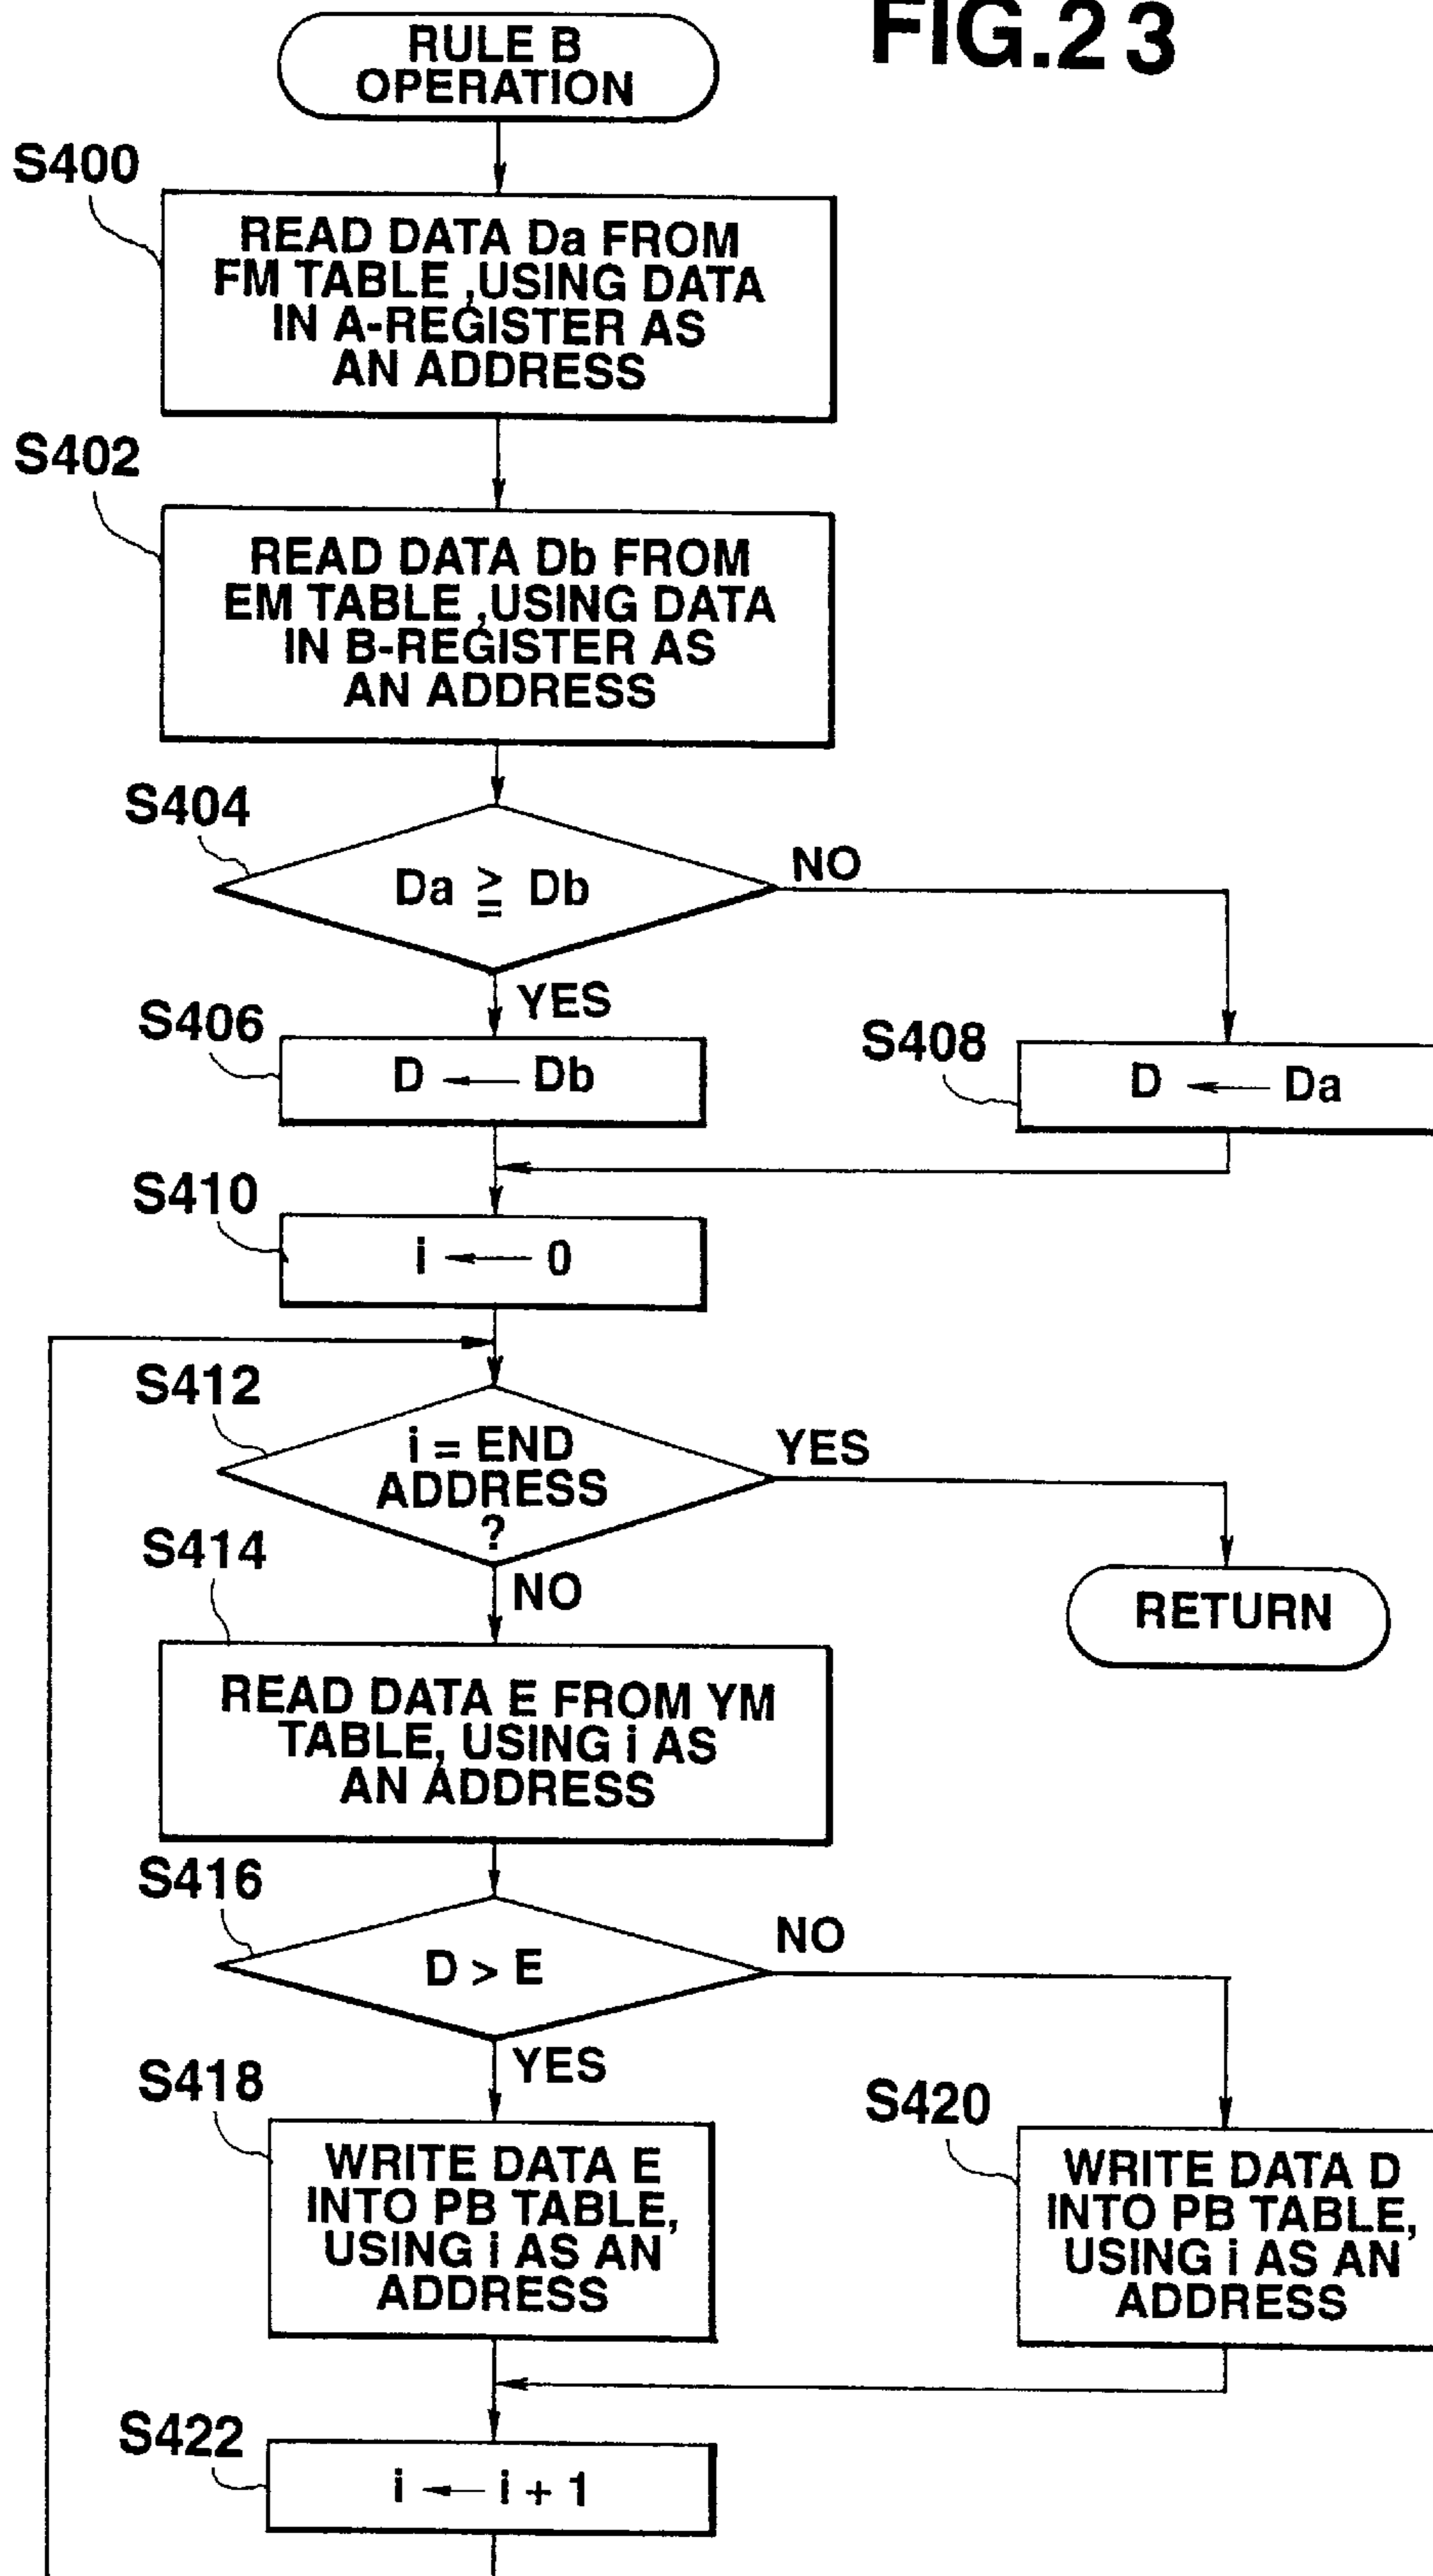 FIG.23
RULE B
OPERATION
S400
READ DATA Da FROM
FM TABLE ,USING DATA
IN A-REGISTER AS
AN ADDRESS
S402
READ DATA Db FROM
EM TABLE ,USING DATA
IN B-REGISTER AS
AN ADDRESS
S404
Da ≧ Db
NO
YES
S406
D ← Db
S408
D ← Da
S410
i ← 0
S412
i = END
ADDRESS
?
YES
NO
RETURN
S414
READ DATA E FROM YM
TABLE, USING i AS
AN ADDRESS
S416
D > E
NO
YES
S418
WRITE DATA E
INTO PB TABLE,
USING i AS AN
ADDRESS
S420
WRITE DATA D
INTO PB TABLE,
USING i AS AN
ADDRESS
S422
i ← i + 1